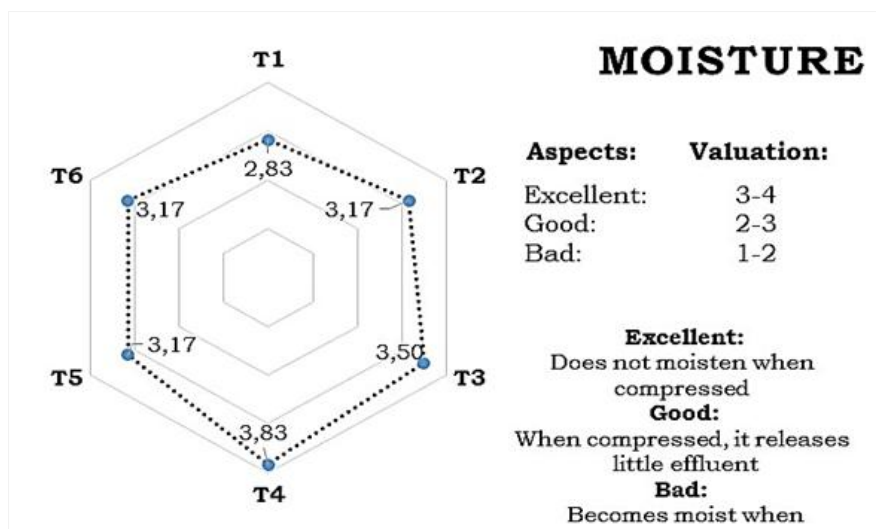 T1
MOISTURE
T6
T2
2,83
3,17
3,17
Aspects: Valuation:
Excellent: 3-4
Good: 2-3
Bad: 1-2
3,17
3,50
T5
T3
3,83
T4
Excellent:
Does not moisten when
compressed
Good:
When compressed, it releases
little effluent
Bad:
Becomes moist when